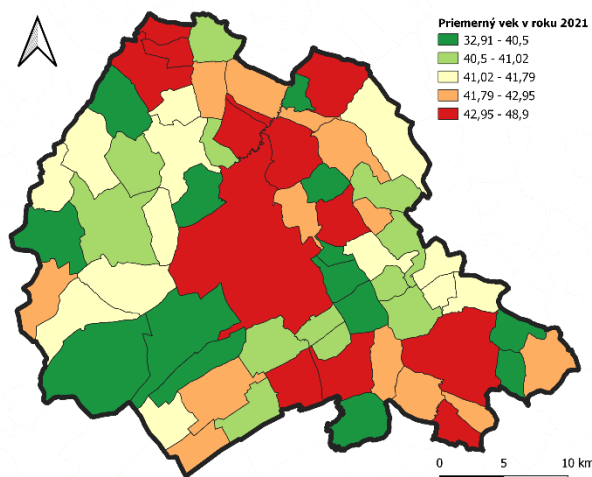 Priemerný vek v roku 2021
32,91 - 40,5
40,5 - 41,02
41,02 - 41,79
41,79 - 42,95
42,95 - 48,9
0 5 10 km